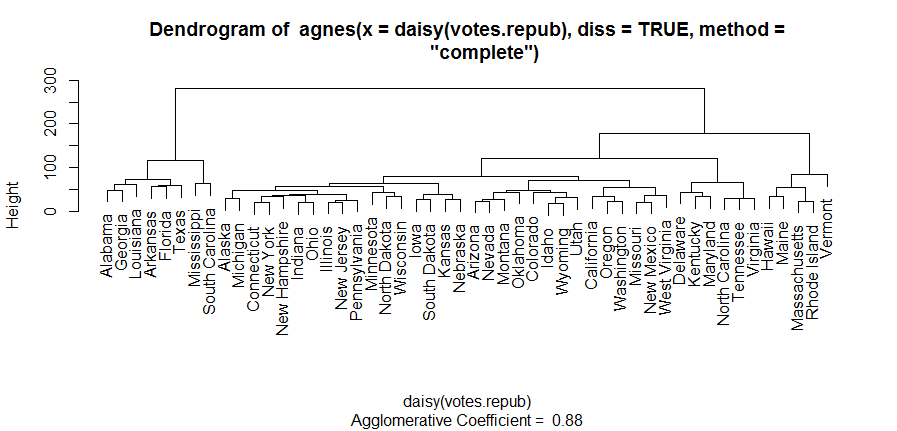 Dendrogram of agnes(x = daisy(votes.repub), diss = TRUE, method =
"complete")
Height
300
200
100
0
Alabama
Georgia
Louisiana
Arkansas
Florida
Texas
Mississippi
South Carolina
Alaska
Michigan
Connecticut
New York
New Hampshire
Indiana
Ohio
Illinois
New Jersey
Pennsylvania
Minnesota
North Dakota
Wisconsin
Iowa
South Dakota
Kansas
Nebraska
Arizona
Nevada
Montana
Oklahoma
Colorado
Idaho
Wyoming
Utah
California
Oregon
Washington
Missouri
New Mexico
West Virginia
Delaware
Kentucky
Maryland
North Carolina
Tennessee
Virginia
Hawaii
Maine
Massachusetts
Rhode Island
Vermont
daisy(votes.repub)
Agglomerative Coefficient = 0.88